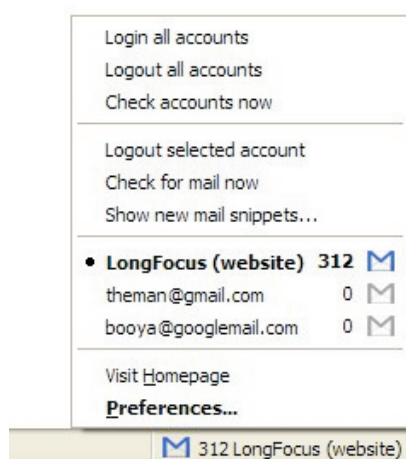 Login all accounts
Logout all accounts
Check accounts now
Logout selected account
Check for mail now
Show new mail snippets...
LongFocus (website) 312
theman@gmail.com 0
booya@googlemail.com 0
Visit Homepage
Preferences...
312 LongFocus (website)